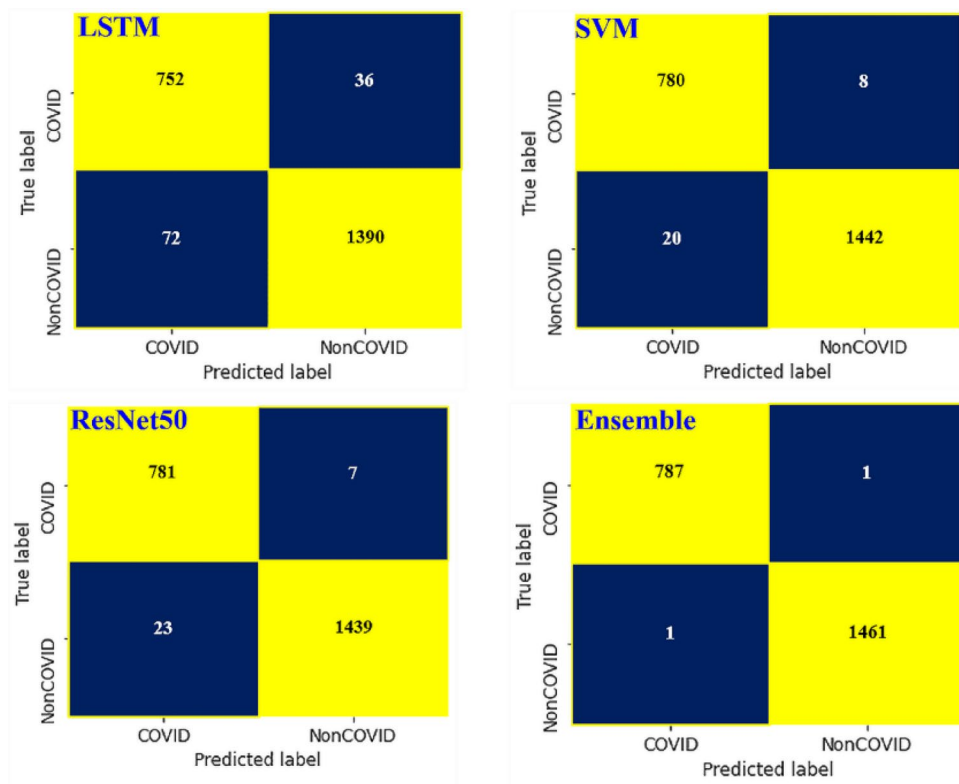 LSTM
752 36
72 1390
COVID
NonCOVID
True label
COVID NonCOVID
Predicted label
SVM
780 8
20 1442
COVID
NonCOVID
True label
COVID NonCOVID
Predicted label
ResNet50
781 7
23 1439
COVID
NonCOVID
True label
COVID NonCOVID
Predicted label
Ensemble
787 1
1 1461
COVID
NonCOVID
True label
COVID NonCOVID
Predicted label